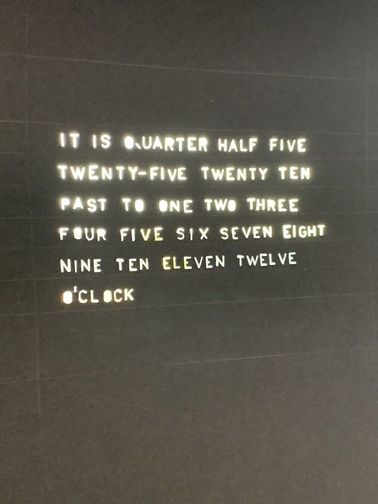 IT IS QUARTER HALF FIVE
TWENTY-FIVE TWENTY TEN
PAST TO ONE TWO THREE
FOUR FIVE SIX SEVEN EIGHT
NINE TEN ELEVEN TWELVE
O'CLOCK